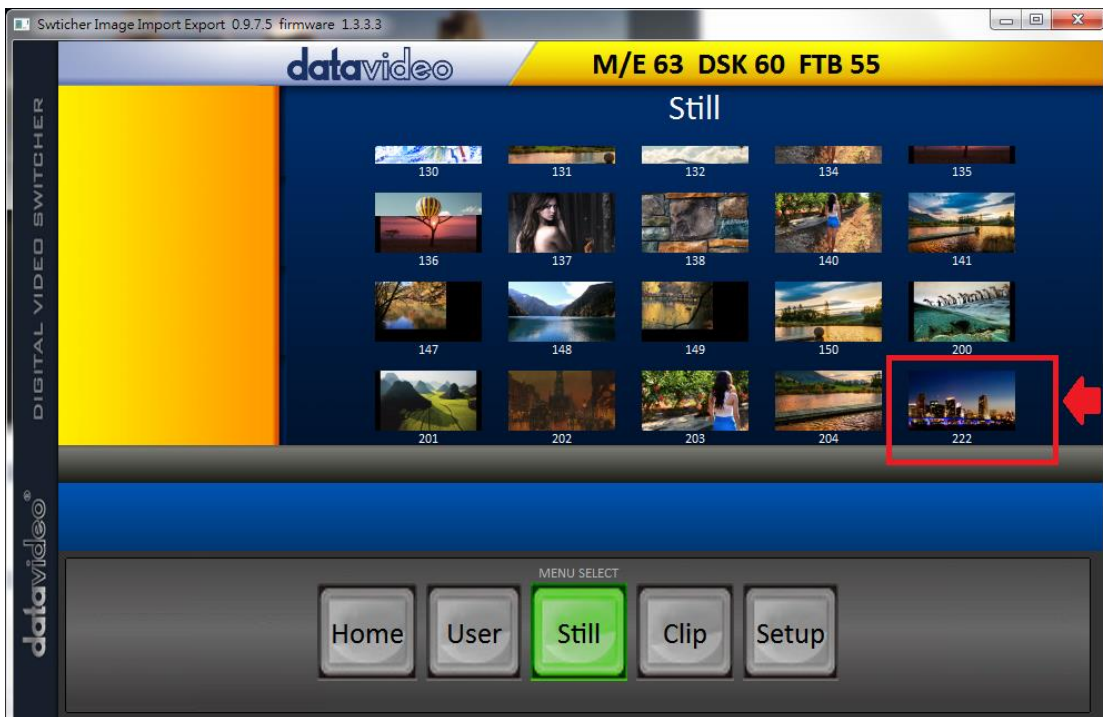 Swticher Image Import Export 0.9.7.5 firmware 1.3.3.3
datavideo
M/E 63 DSK 60 FTB 55
DIGITAL VIDEO SWITCHER
datavideo®
Still
130 131 132 134 135
136 137 138 140 141
147 148 149 150 200
201 202 203 204 222
MENU SELECT
Home User Still Clip Setup